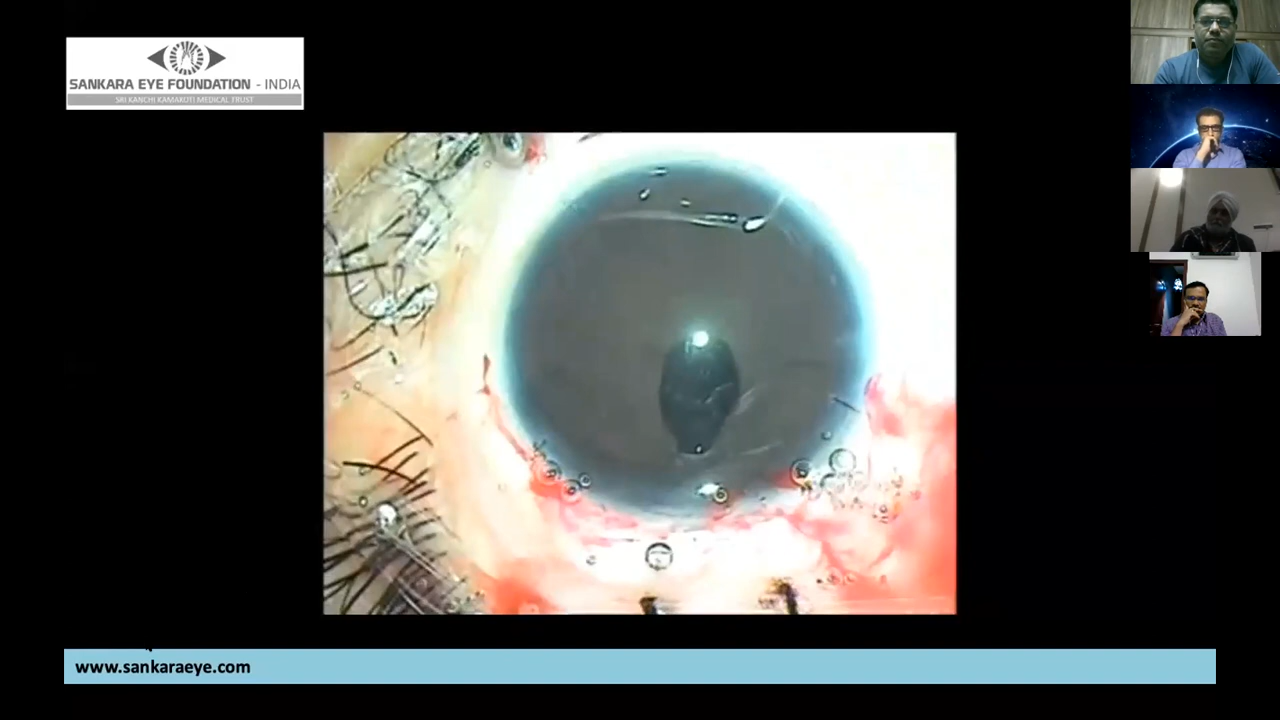 SANKARA EYE FOUNDATION - INDIA
SRI KANCHI KAMAKOTI MEDICAL TRUST
www.sankaraeye.com